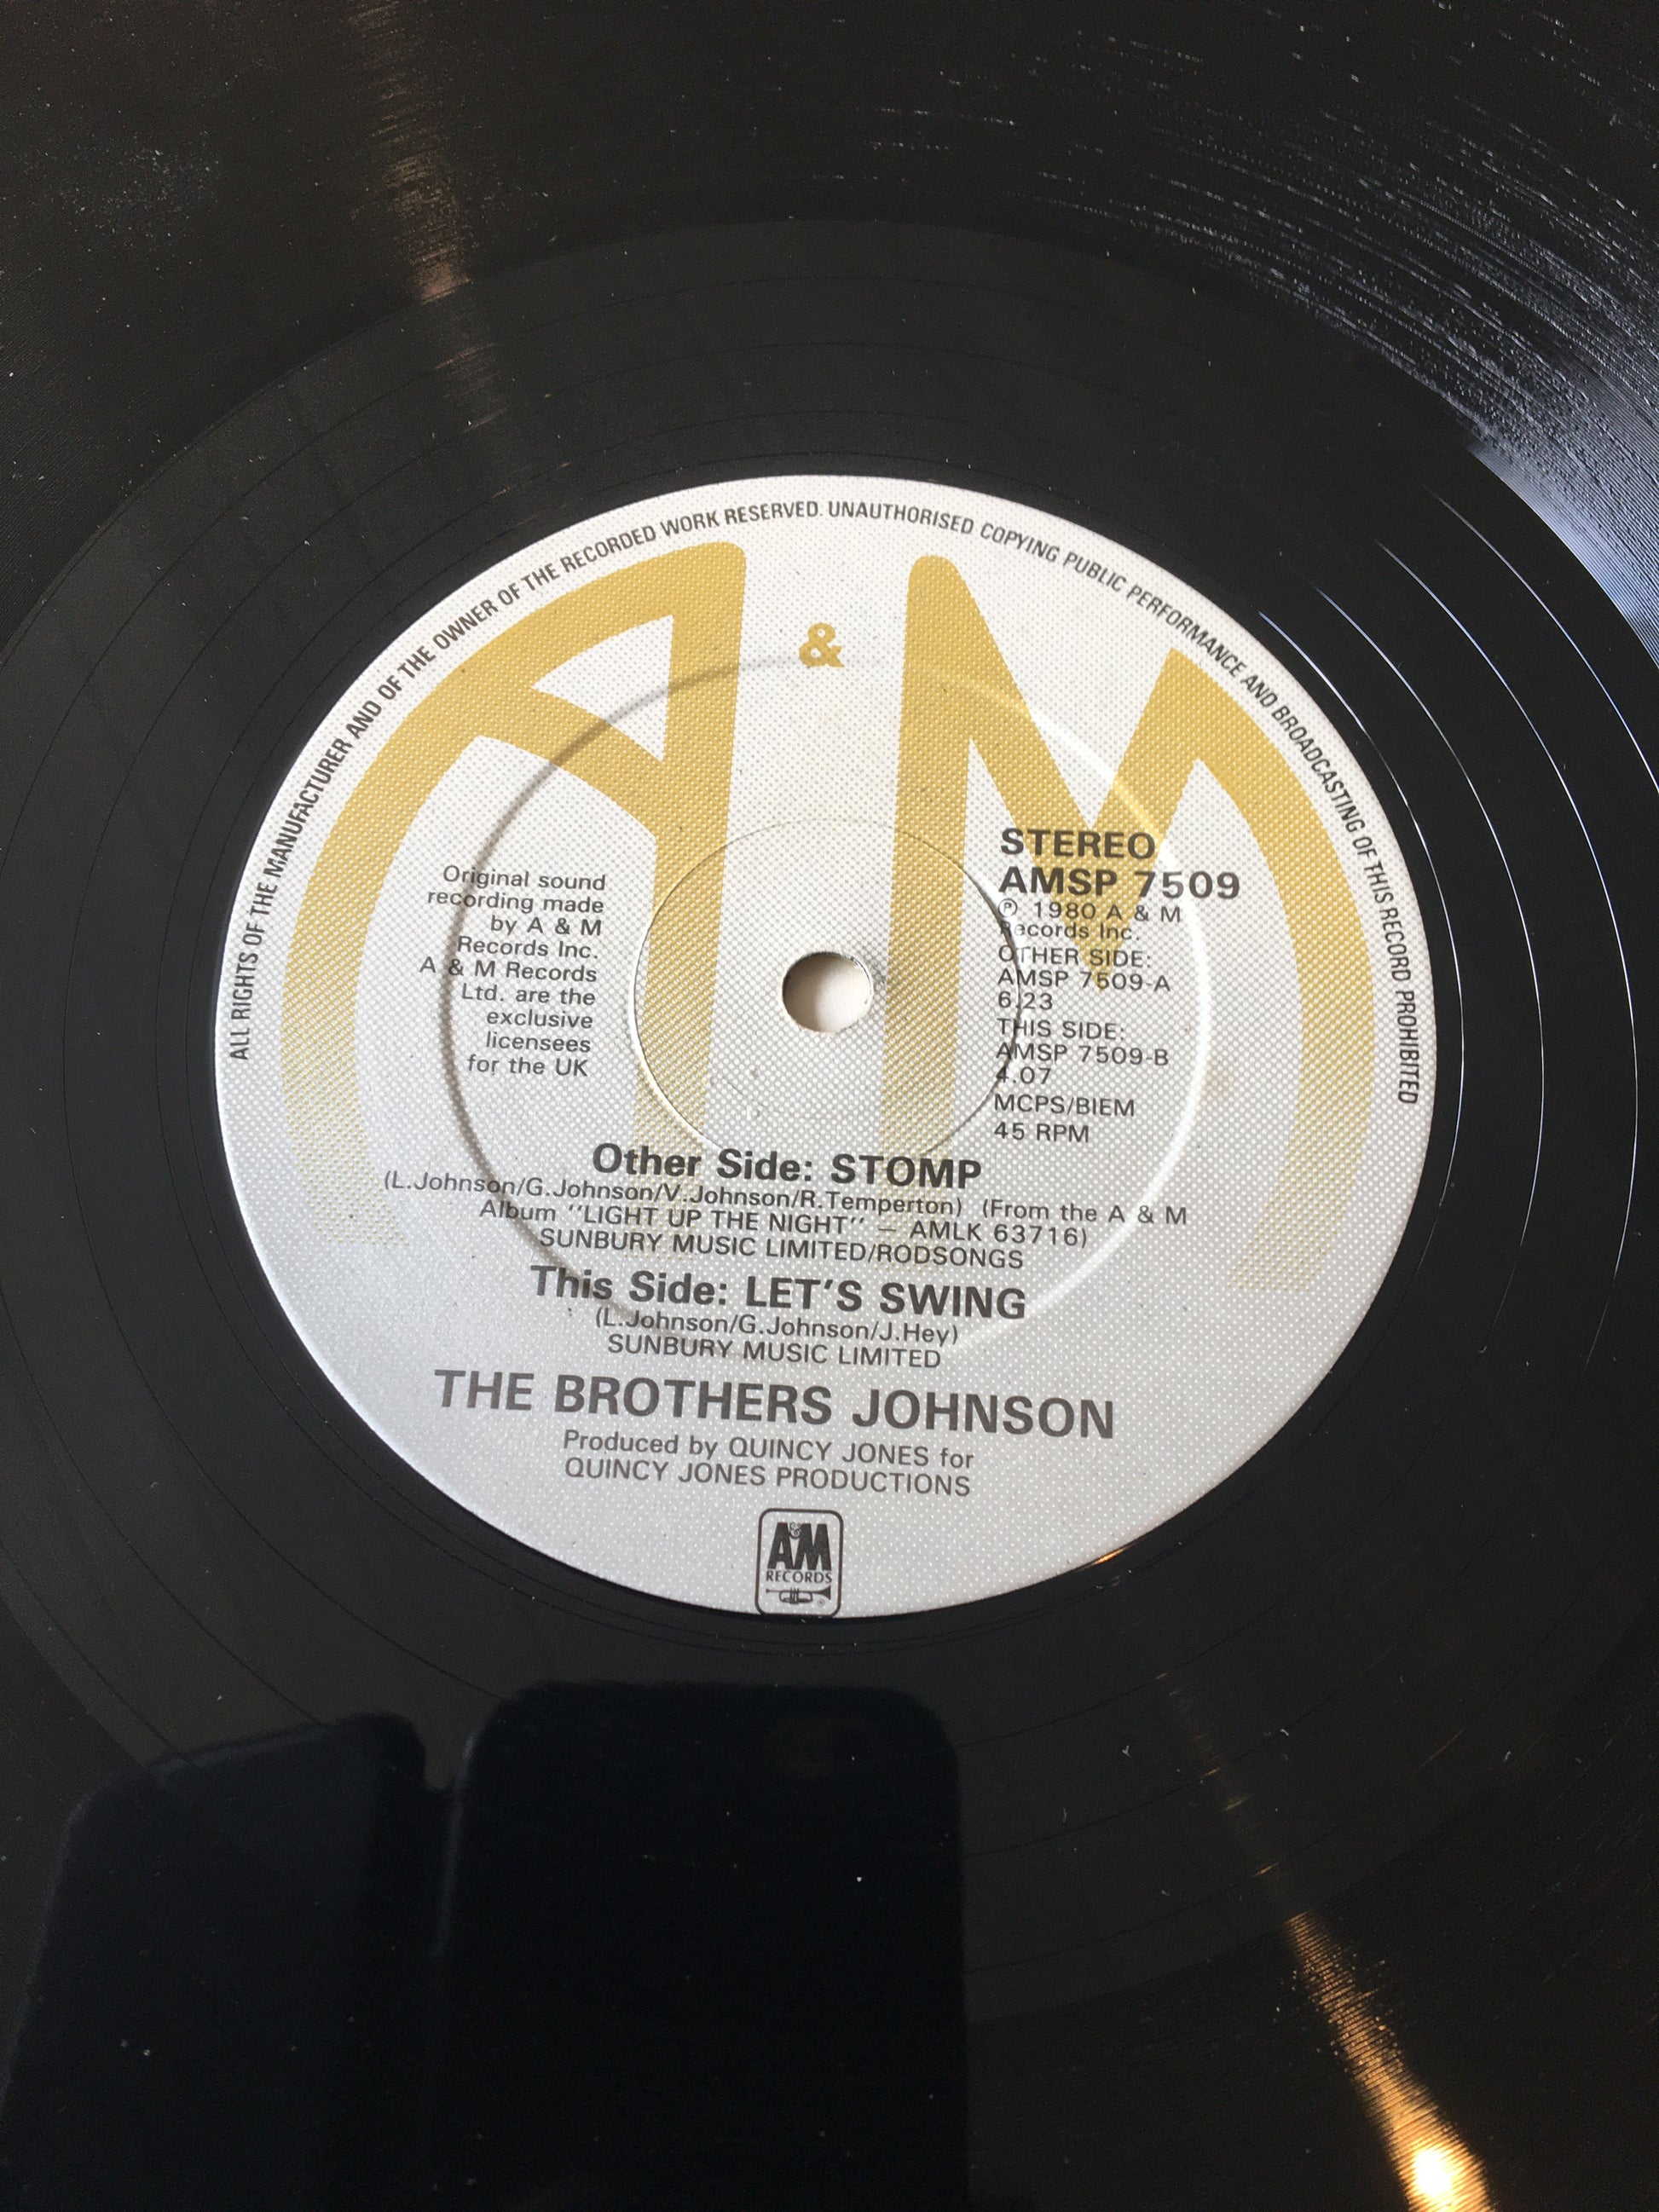 ALL RIGHTS OF THE MANUFACTURER AND OF THE OWNER OF THE RECORDED WORK RESERVED. UNAUTHORISED COPYING PUBLIC PERFORMANCE AND BROADCASTING OF THIS RECORD PROHIBITED
A & M
Original sound
recording made
by A & M
Records Inc.
A & M Records
Ltd. are the
exclusive
licensees
for the UK
STEREO
AMSP 7509
℗ 1980 A & M
Records Inc.
OTHER SIDE:
AMSP 7509-A
6.23
THIS SIDE:
AMSP 7509-B
4.07
MCPS/BIEM
45 RPM
Other Side: STOMP
(L.Johnson/G.Johnson/V.Johnson/R.Temperton) (From the A & M
Album ‘‘LIGHT UP THE NIGHT’’ — AMLK 63716)
SUNBURY MUSIC LIMITED/RODSONGS
This Side: LET’S SWING
(L.Johnson/G.Johnson/J.Hey)
SUNBURY MUSIC LIMITED
THE BROTHERS JOHNSON
Produced by QUINCY JONES for
QUINCY JONES PRODUCTIONS
A&M
RECORDS